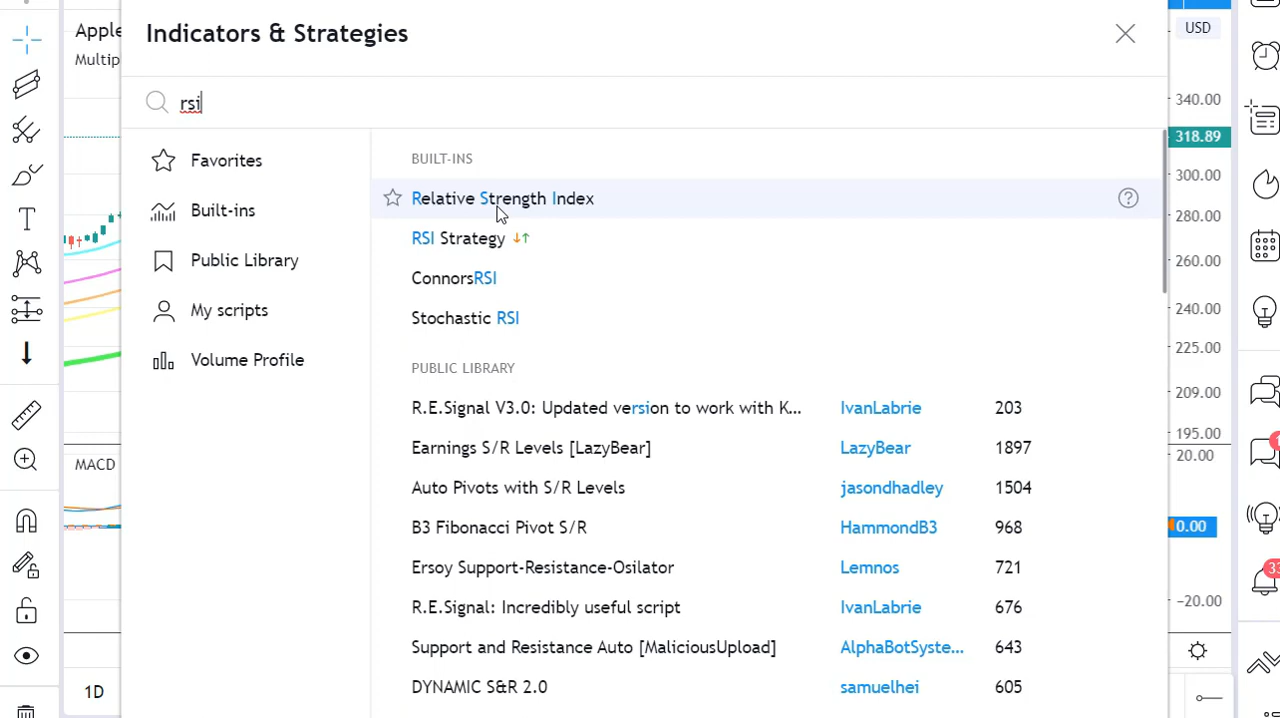 Indicators & Strategies
Apple
Multip
USD
rsi
340.00
318.89
300.00
280.00
260.00
240.00
225.00
209.00
195.00
20.00
0.00
−20.00
Favorites
Built-ins
Public Library
My scripts
Volume Profile
BUILT-INS
Relative Strength Index
RSI Strategy
ConnorsRSI
Stochastic RSI
PUBLIC LIBRARY
R.E.Signal V3.0: Updated version to work with K... IvanLabrie 203
Earnings S/R Levels [LazyBear] LazyBear 1897
Auto Pivots with S/R Levels jasondhadley 1504
B3 Fibonacci Pivot S/R HammondB3 968
Ersoy Support-Resistance-Osilator Lemnos 721
R.E.Signal: Incredibly useful script IvanLabrie 676
Support and Resistance Auto [MaliciousUpload] AlphaBotSyste... 643
DYNAMIC S&R 2.0 samuelhei 605
MACD
1D